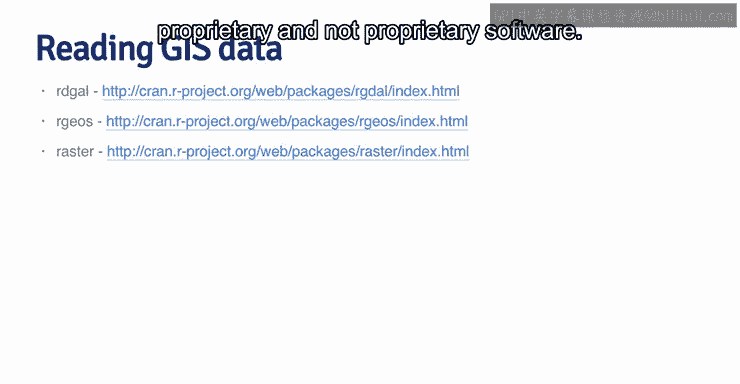 proprietary and not proprietary software.
Reading GIS data
· rdgal - http://cran.r-project.org/web/packages/rgdal/index.html
· rgeos - http://cran.r-project.org/web/packages/rgeos/index.html
· raster - http://cran.r-project.org/web/packages/raster/index.html